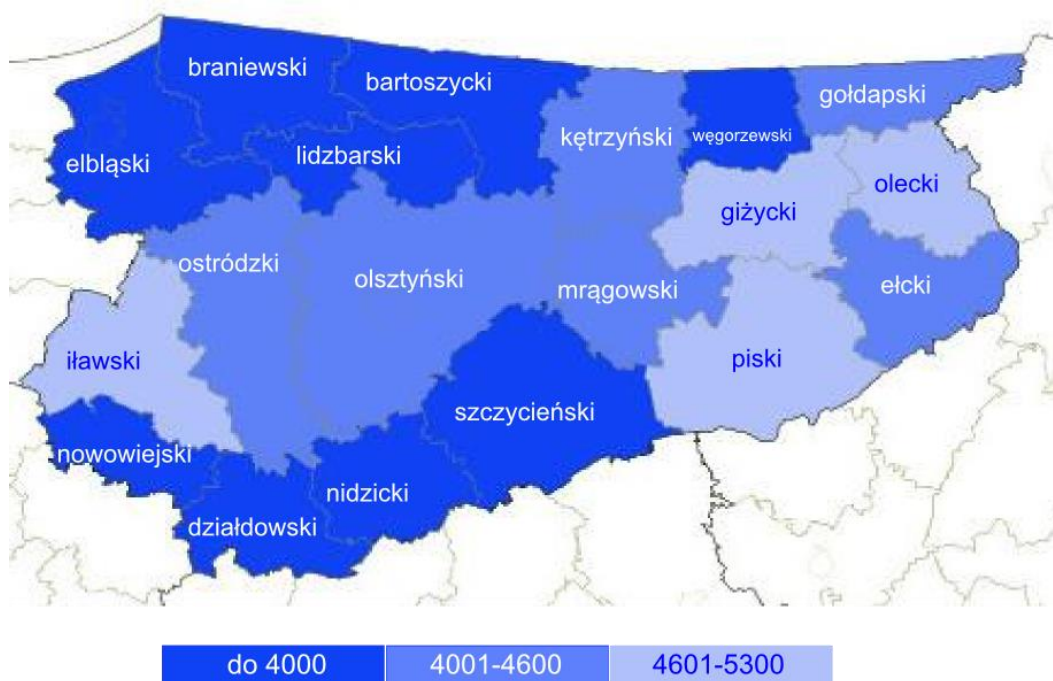 braniewski
bartoszycki
gołdapski
kętrzyński
węgorzewski
elbląski
lidzbarski
olecki
giżycki
ostródzki
olsztyński
mrągowski
ełcki
iławski
piski
szczycieński
nowowiejski
nidzicki
działdowski
do 4000 4001-4600 4601-5300